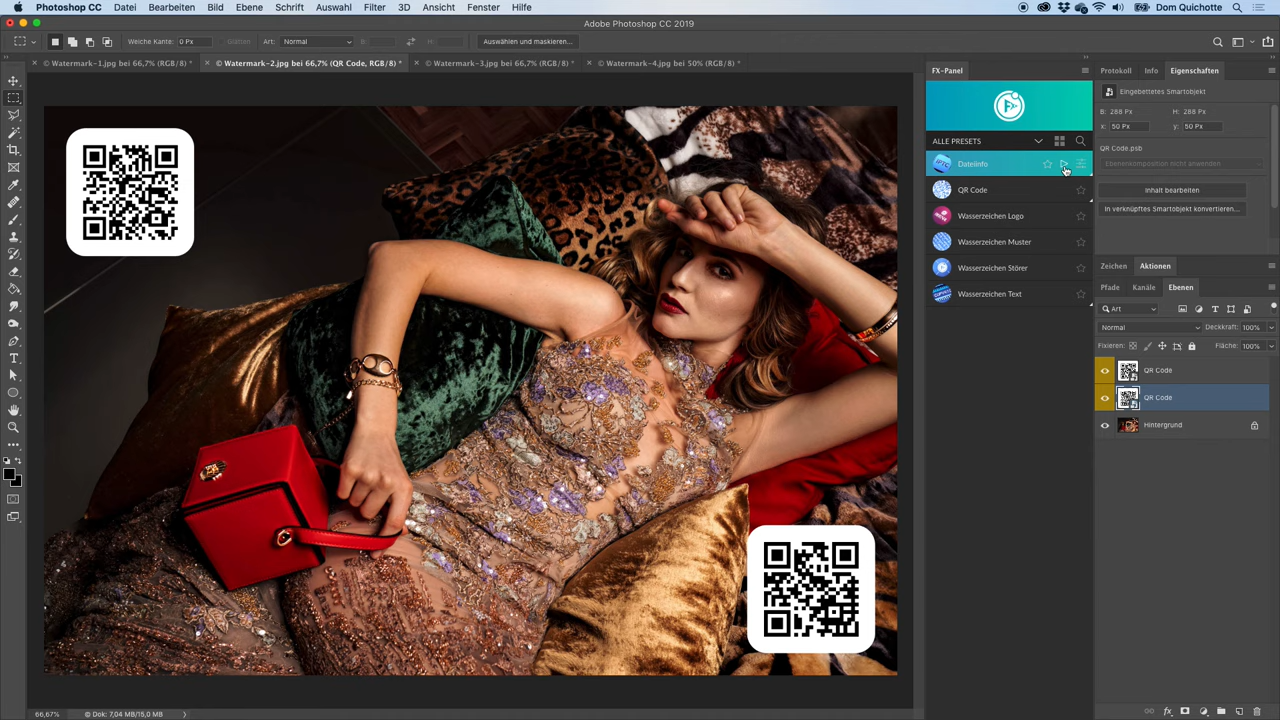 Photoshop CC Datei Bearbeiten Bild Ebene Schrift Auswahl Filter 3D Ansicht Fenster Hilfe 12 2% Dom Quichotte
Adobe Photoshop CC 2019
Weiche Kante: 0 Px Glätten Art: Normal B: H: Auswählen und maskieren...
© Watermark-1.jpg bei 66,7% (RGB/8) *
© Watermark-2.jpg bei 66,7% (QR Code, RGB/8) *
© Watermark-3.jpg bei 66,7% (RGB/8) *
© Watermark-4.jpg bei 50% (RGB/8) *
FX-Panel
ALLE PRESETS
Dateiinfo
QR Code
Wasserzeichen Logo
Wasserzeichen Muster
Wasserzeichen Störer
Wasserzeichen Text
Protokoll Info Eigenschaften
Eingebettetes Smartobjekt
B: 288 Px H: 288 Px
x: 50 Px y: 50 Px
QR Code.psb
Ebenenkomposition nicht anwenden
Inhalt bearbeiten
In verknüpftes Smartobjekt konvertieren...
Zeichen Aktionen
Pfade Kanäle Ebenen
Art
Normal Deckkraft: 100%
Fixieren: Fläche: 100%
QR Code
QR Code
Hintergrund
66,67% Dok: 7,04 MB/15,0 MB